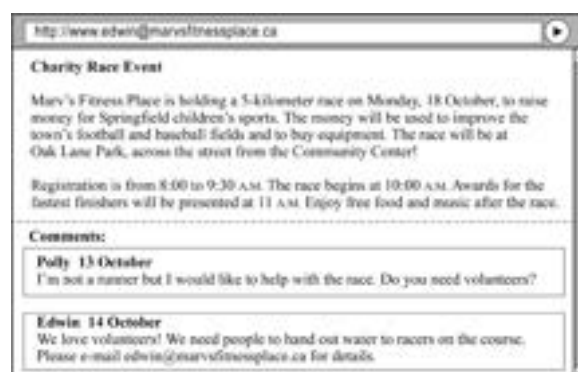 http://www.edwin@marvsfitnessplace.ca
Charity Race Event
Marv's Fitness Place is holding a 5-kilometer race on Monday, 18 October, to raise
money for Springfield children's sports. The money will be used to improve the
town's football and baseball fields and to buy equipment. The race will be at
Oak Lane Park, across the street from the Community Center!
Registration is from 8:00 to 9:30 A.M. The race begins at 10:00 A.M. Awards for the
fastest finishers will be presented at 11 A.M. Enjoy free food and music after the race.
Comments:
Polly 13 October
I'm not a runner but I would like to help with the race. Do you need volunteers?
Edwin 14 October
We love volunteers! We need people to hand out water to racers on the course.
Please e-mail edwin@marvsfitnessplace.ca for details.